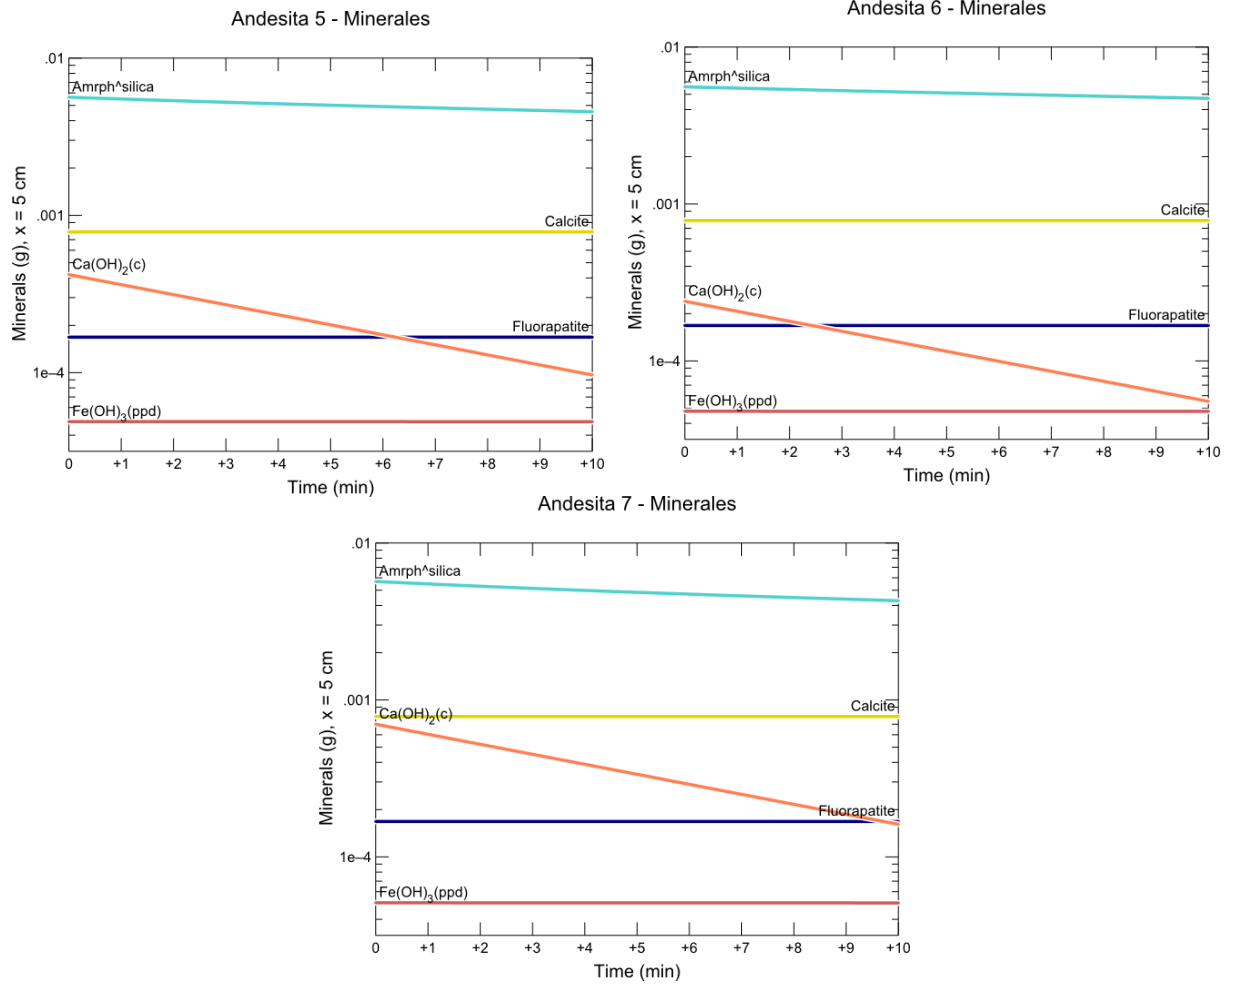 Andesita 5 - Minerales
.01
Amrph^silica
.001
Calcite
Ca(OH)2(c)
Fluorapatite
1e–4
Fe(OH)3(ppd)
0 +1 +2 +3 +4 +5 +6 +7 +8 +9 +10
Time (min)
Minerals (g), x = 5 cm
Andesita 6 - Minerales
.01
Amrph^silica
.001
Calcite
Ca(OH)2(c)
Fluorapatite
1e–4
Fe(OH)3(ppd)
0 +1 +2 +3 +4 +5 +6 +7 +8 +9 +10
Time (min)
Minerals (g), x = 5 cm
Andesita 7 - Minerales
.01
Amrph^silica
.001
Calcite
Ca(OH)2(c)
Fluorapatite
1e–4
Fe(OH)3(ppd)
0 +1 +2 +3 +4 +5 +6 +7 +8 +9 +10
Time (min)
Minerals (g), x = 5 cm